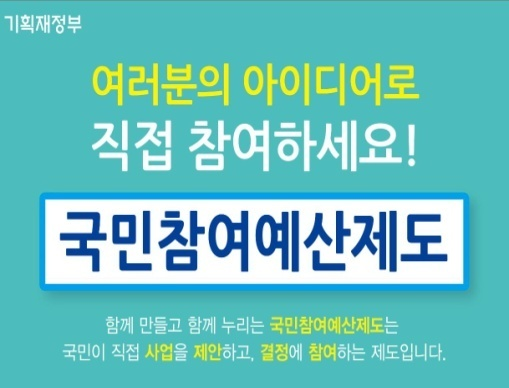 기획재정부
여러분의 아이디어로
직접 참여하세요!
국민참여예산제도
함께 만들고 함께 누리는 국민참여예산제도는
국민이 직접 사업을 제안하고, 결정에 참여하는 제도입니다.